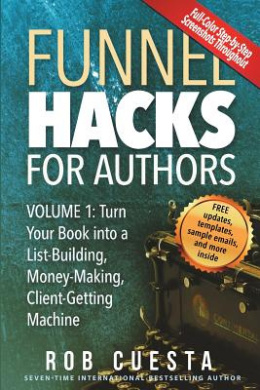 Full-Color Step-by-Step
Screenshots Throughout
FUNNEL
HACKS
FOR AUTHORS
VOLUME 1: Turn
Your Book into a
List-Building,
Money-Making,
Client-Getting
Machine
FREE
updates,
templates,
sample emails,
and more
inside
ROB CUESTA
SEVEN-TIME INTERNATIONAL BESTSELLING AUTHOR